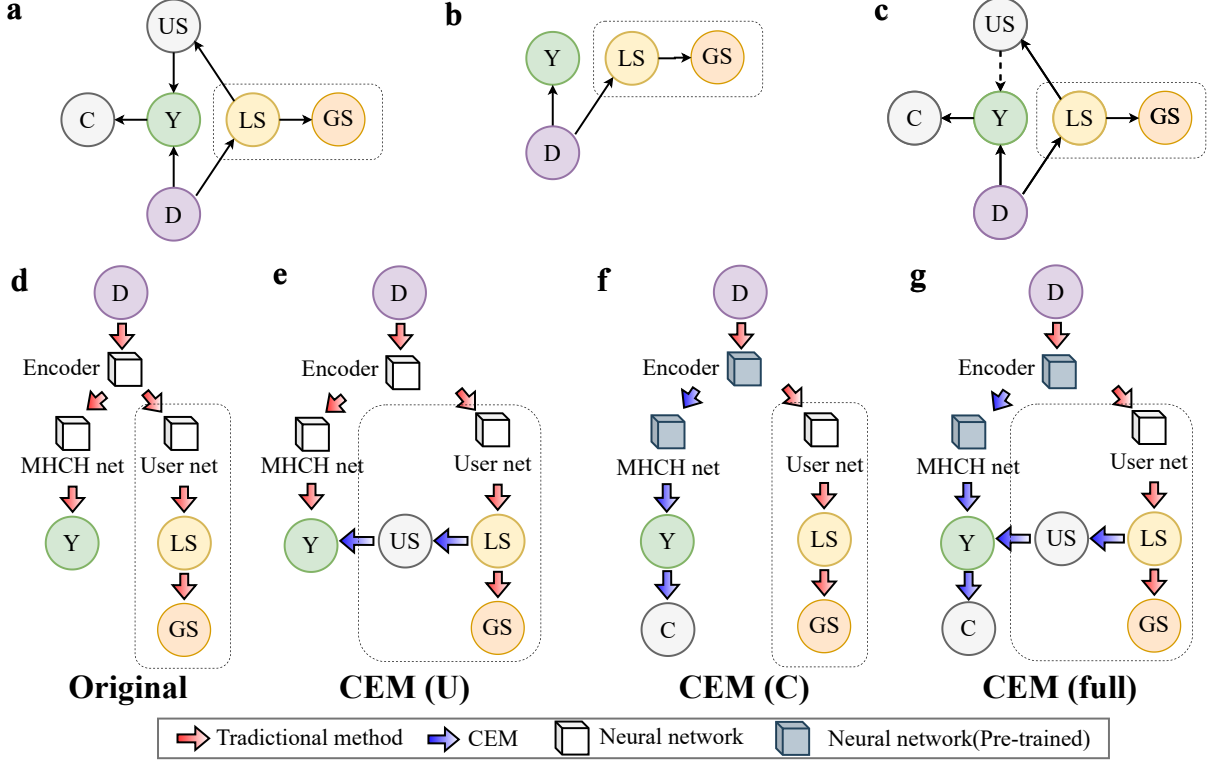 a
US
C
Y
LS
GS
D
b
Y
LS
GS
D
c
US
C
Y
LS
GS
D
d
D
Encoder
MHCH net
User net
Y
LS
GS
Original
e
D
Encoder
MHCH net
User net
Y
US
LS
GS
CEM (U)
f
D
Encoder
MHCH net
User net
Y
LS
C
GS
CEM (C)
g
D
Encoder
MHCH net
User net
Y
US
LS
C
GS
CEM (full)
Tradictional method
CEM
Neural network
Neural network(Pre-trained)